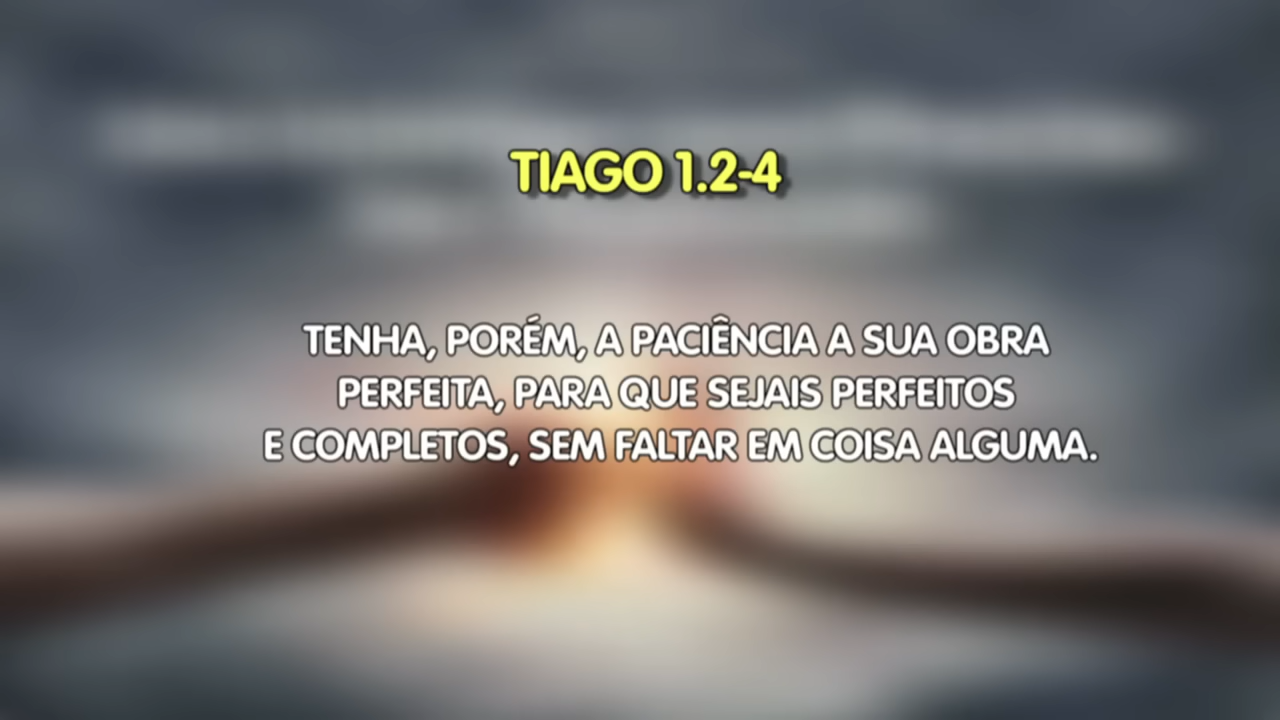 TIAGO 1.2-4
TENHA, PORÉM, A PACIÊNCIA A SUA OBRA
PERFEITA, PARA QUE SEJAIS PERFEITOS
E COMPLETOS, SEM FALTAR EM COISA ALGUMA.